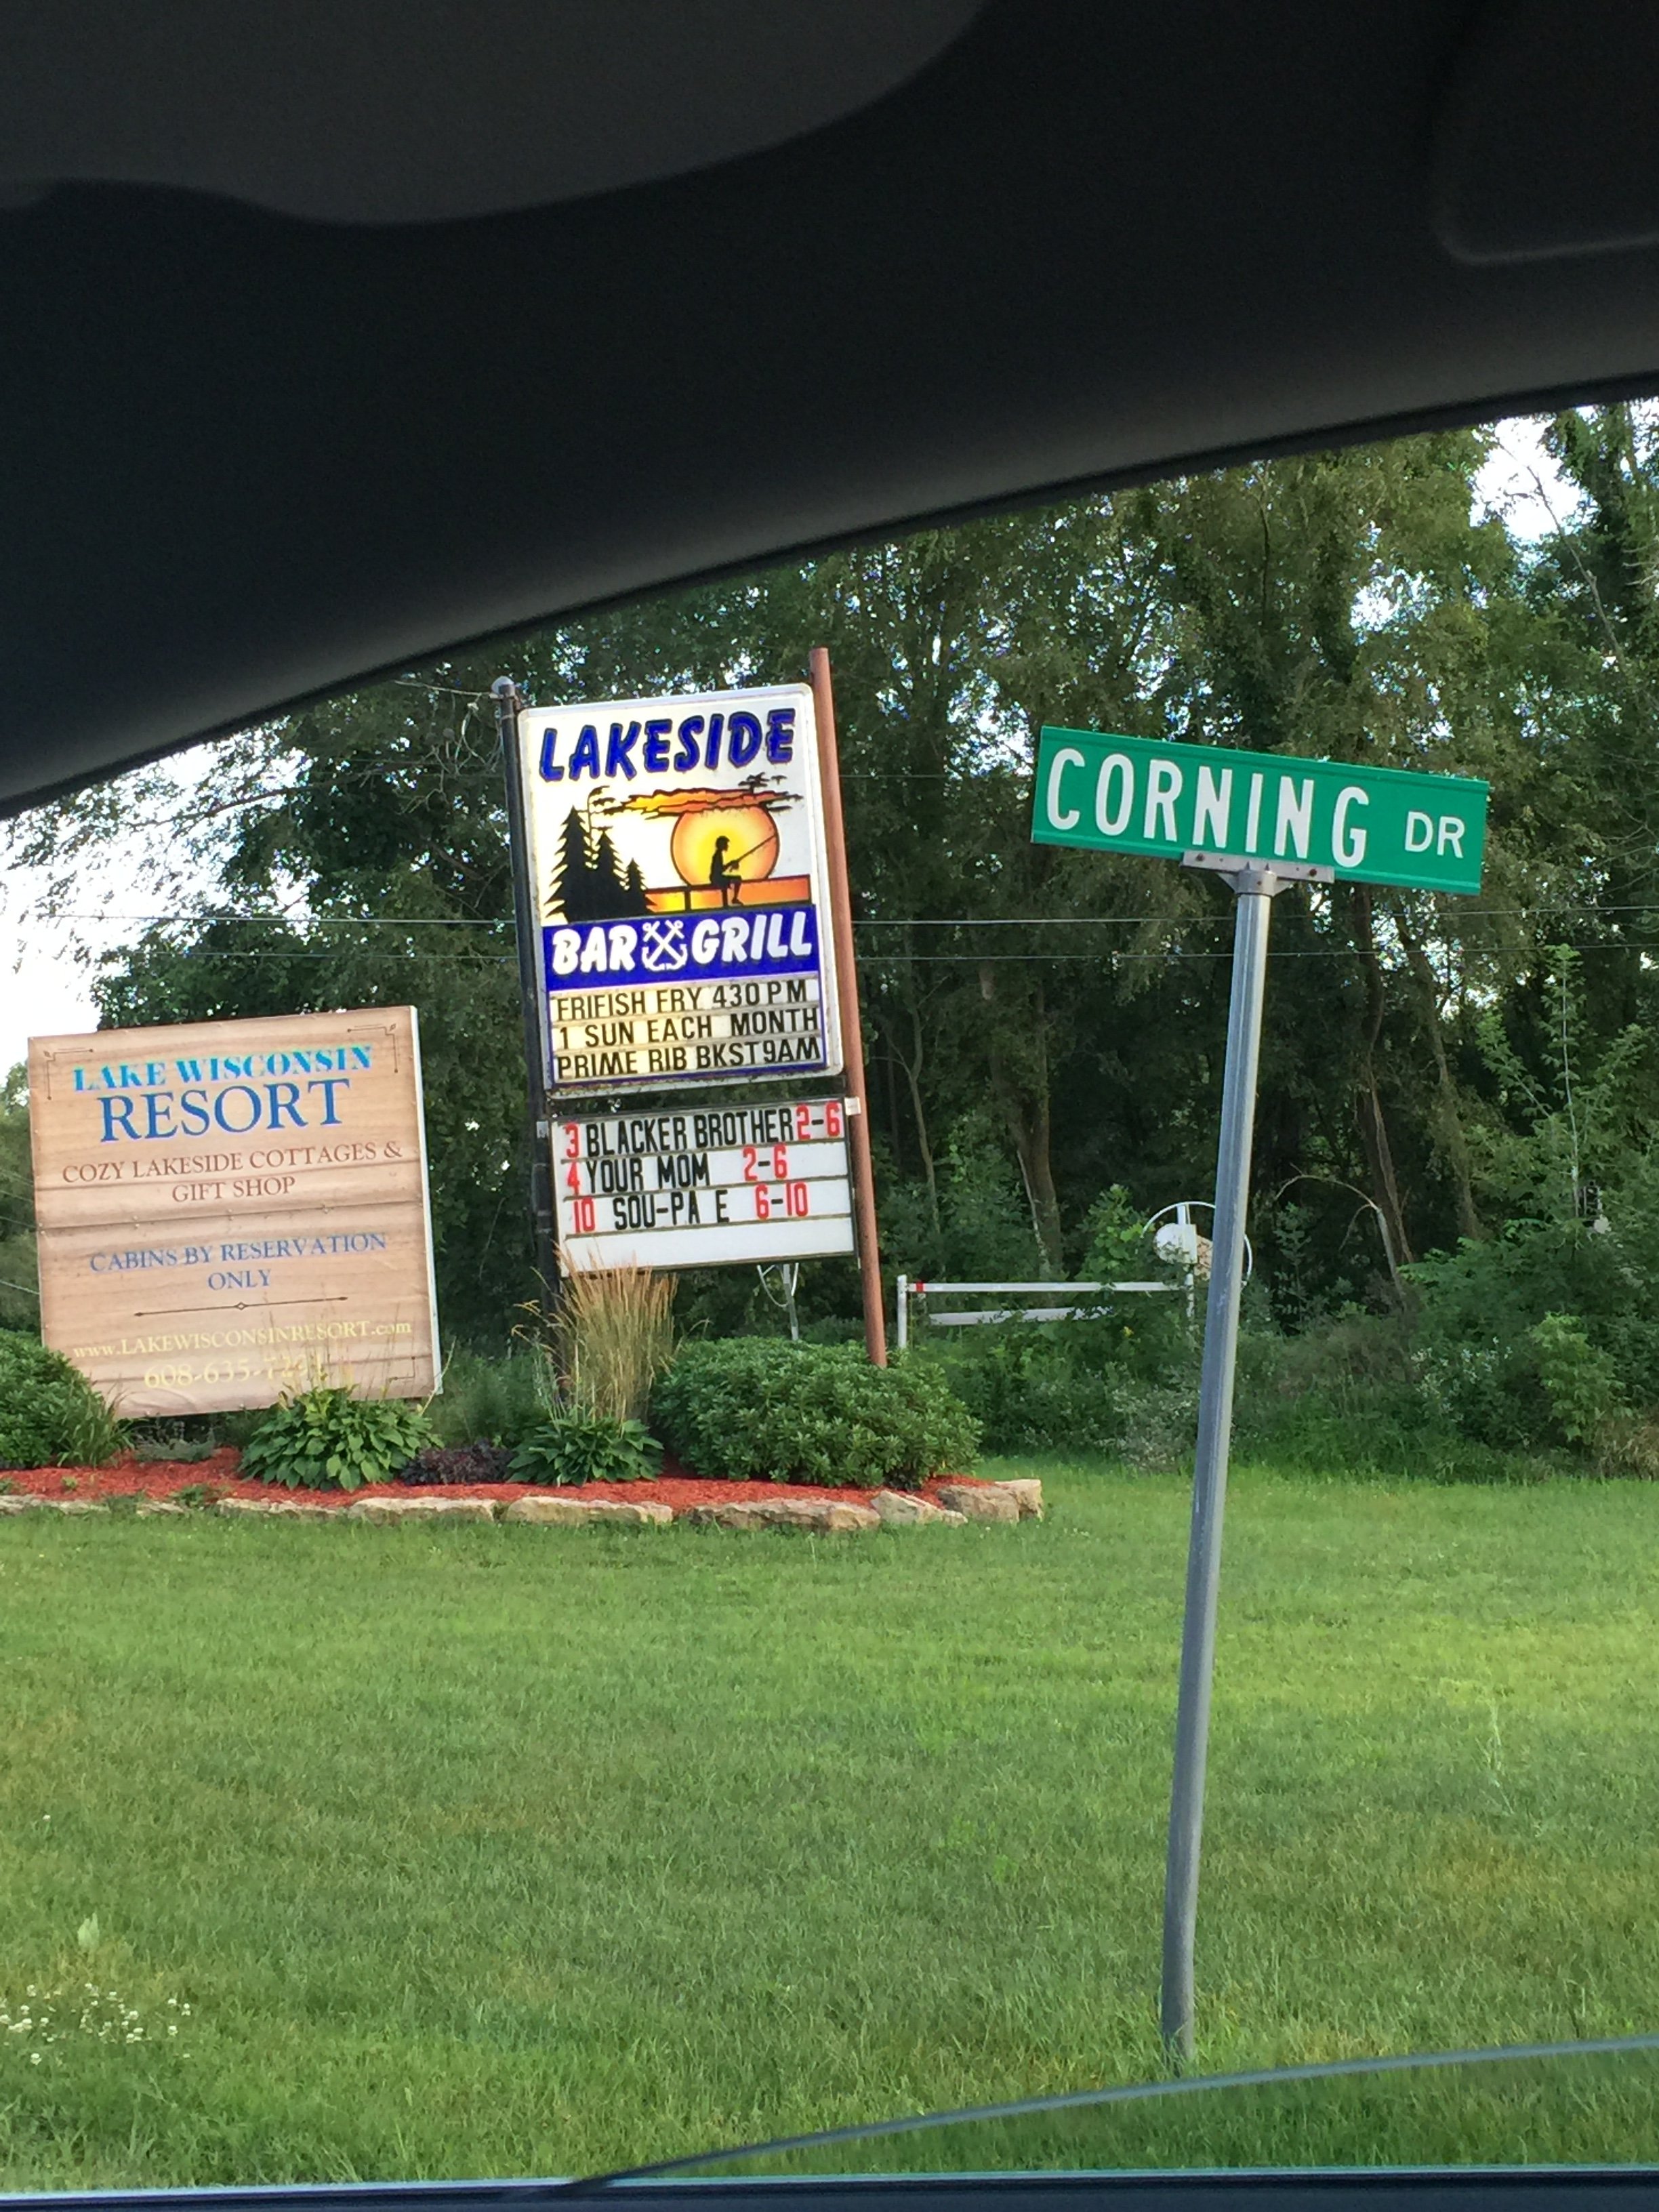 LAKESIDE
BAR GRILL
FRIFISH FRY 430 PM
1 SUN EACH MONTH
PRIME RIB BKST 9AM
3 BLACKER BROTHER 2-6
4 YOUR MOM 2-6
10 SOU-PA E 6-10
CORNING DR
LAKE WISCONSIN
RESORT
COZY LAKESIDE COTTAGES &
GIFT SHOP
CABINS BY RESERVATION
ONLY
www.LAKEWISCONSINRESORT.com